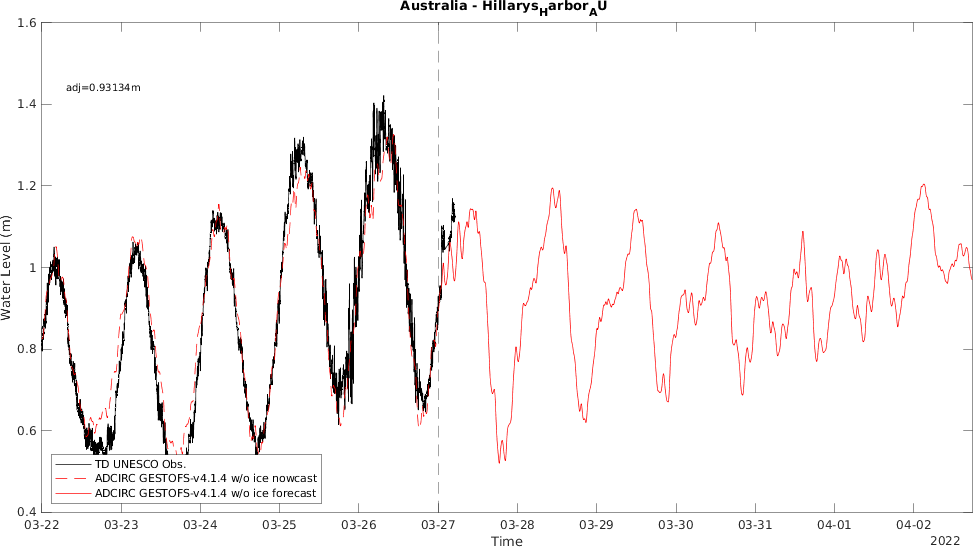 Australia - HillarysHarborAU
1.6
adj=0.93134m
1.4
1.2
1
0.8
0.6
0.4
Water Level (m)
TD UNESCO Obs.
ADCIRC GESTOFS-v4.1.4 w/o ice nowcast
ADCIRC GESTOFS-v4.1.4 w/o ice forecast
03-22 03-23 03-24 03-25 03-26 03-27 03-28 03-29 03-30 03-31 04-01 04-02
Time
2022